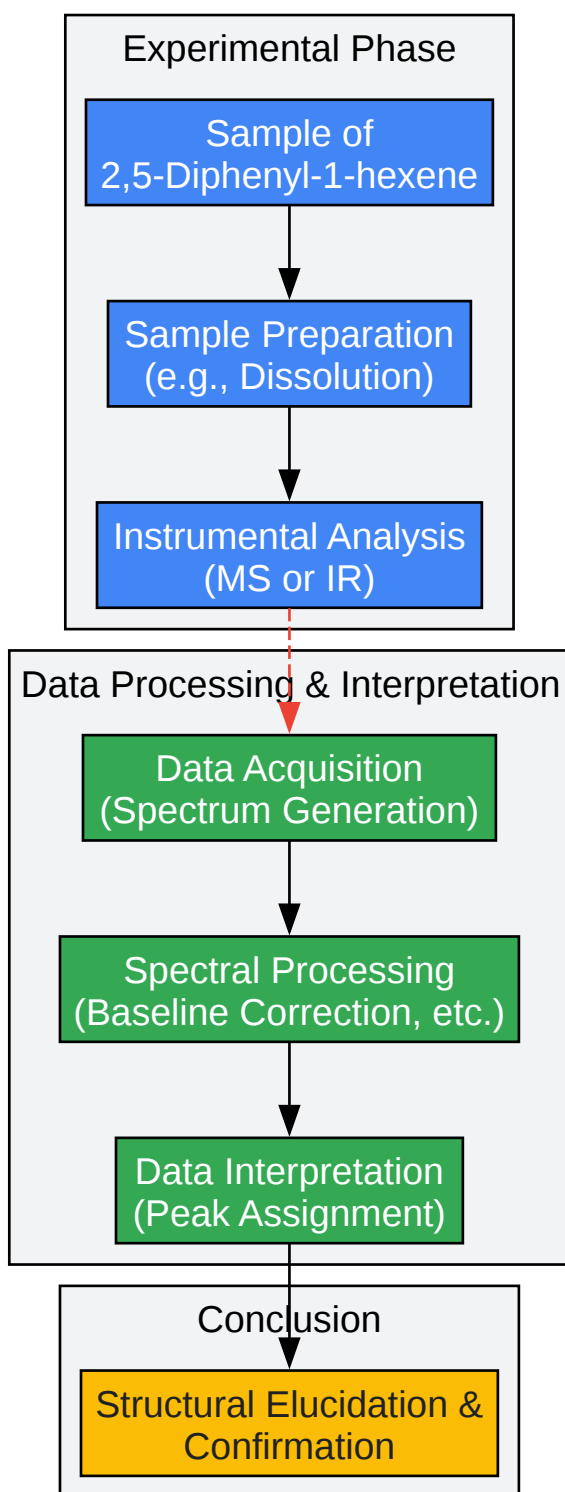 Experimental Phase
Sample of
2,5-Diphenyl-1-hexene
Sample Preparation
(e.g., Dissolution)
Instrumental Analysis
(MS or IR)
Data Processing & Interpretation
Data Acquisition
(Spectrum Generation)
Spectral Processing
(Baseline Correction, etc.)
Data Interpretation
(Peak Assignment)
Conclusion
Structural Elucidation &
Confirmation